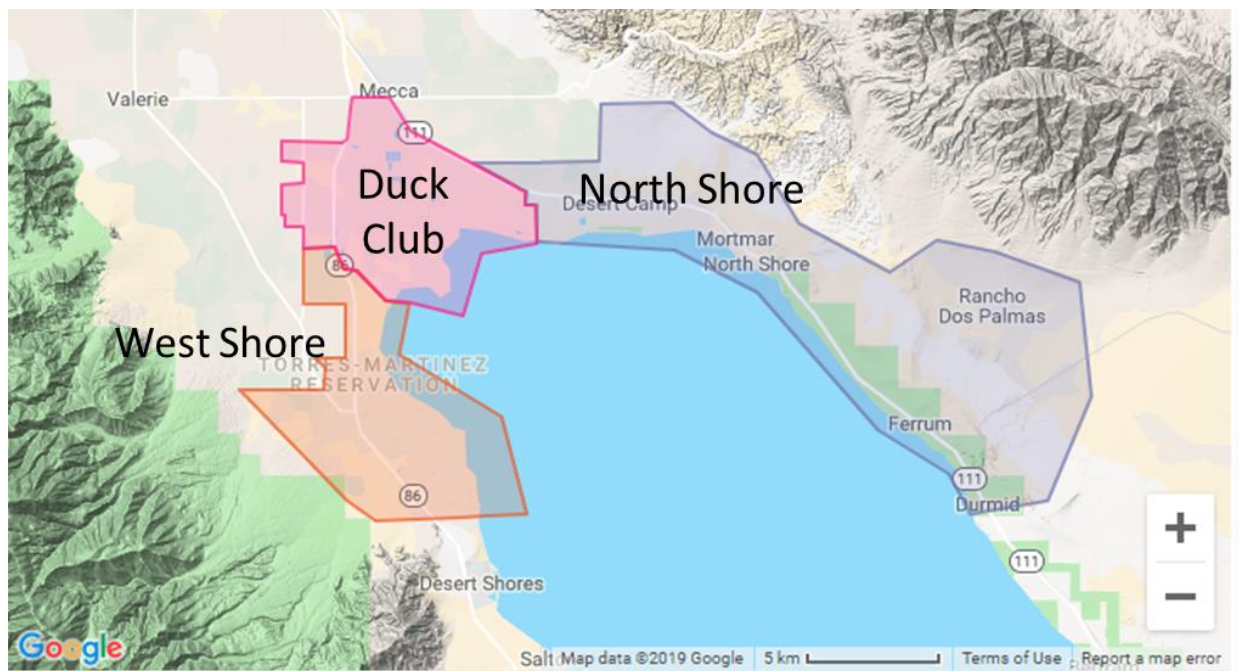 Mecca
Valerie
111
Duck
Club
North Shore
Desert Camp
Mortmar
North Shore
86
Rancho
Dos Palmas
West Shore
TORRES-MARTINEZ
RESERVATION
Ferrum
111
86
Durmid
+
111
Desert Shores
−
Google
Salt
Map data ©2019 Google
5 km
Terms of Use
Report a map error